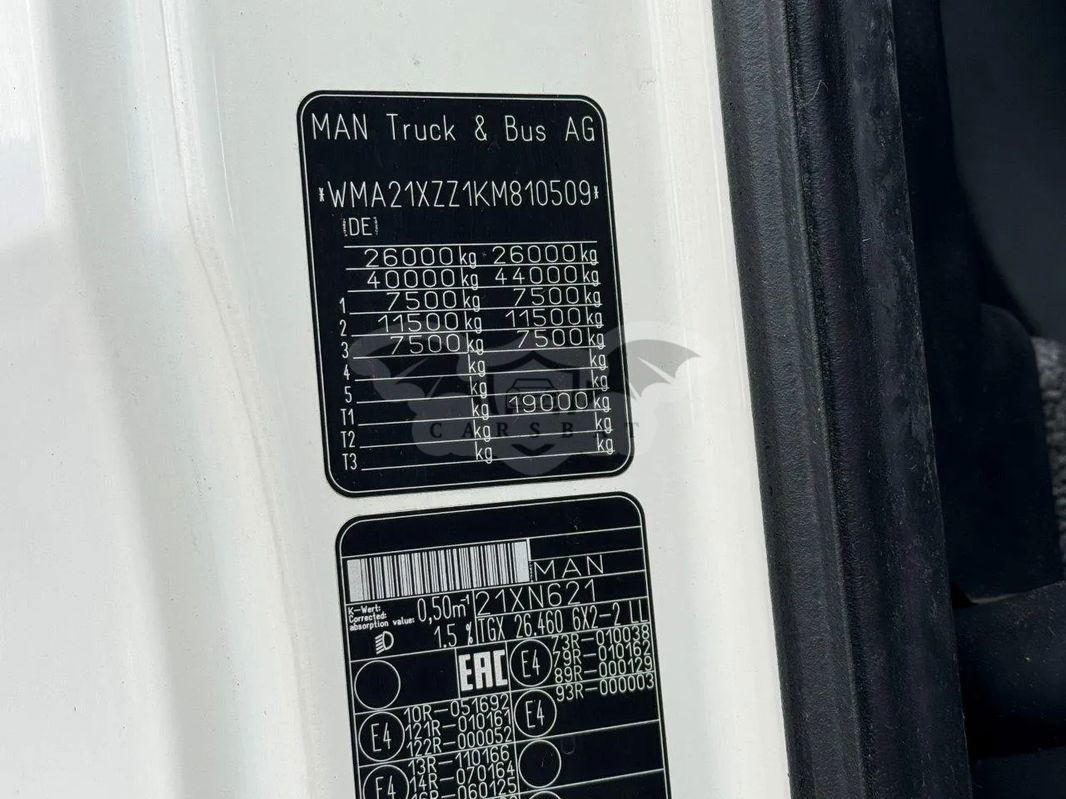 MAN Truck & Bus AG
*WMA21XZZ1KM810509*
[DE]
26000kg 26000kg
40000kg 44000kg
1 7500kg 7500kg
2 11500kg 11500kg
3 7500kg 7500kg
4 kg kg
5 kg kg
T1 kg 19000kg
T2 kg kg
T3 kg kg
CARSB T
MAN
K-Wert:
Corrected
absorption value:
0,50m⁻¹
1.5 %
21XN621
TGX 26.460 6X2-2 LL
EAC
E4
73R-010038
79R-010162
89R-000129
93R-000003
E4
E4
10R-051692
121R-010161
122R-000052
E4
13R-110166
14R-070164
16R-060125